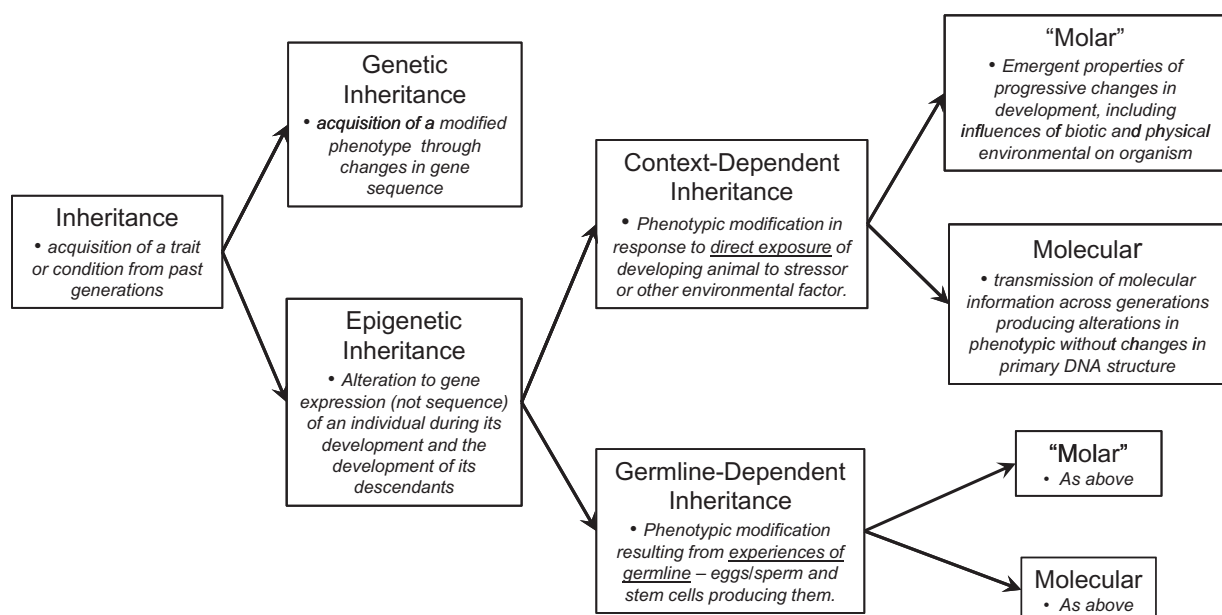 Inheritance
• acquisition of a trait
or condition from past
generations
Genetic
Inheritance
• acquisition of a modified
phenotype through
changes in gene
sequence
Epigenetic
Inheritance
• Alteration to gene
expression (not sequence)
of an individual during its
development and the
development of its
descendants
Context-Dependent
Inheritance
• Phenotypic modification in
response to direct exposure of
developing animal to stressor
or other environmental factor.
Germline-Dependent
Inheritance
• Phenotypic modification
resulting from experiences of
germline – eggs/sperm and
stem cells producing them.
“Molar”
• Emergent properties of
progressive changes in
development, including
influences of biotic and physical
environmental on organism
Molecular
• transmission of molecular
information across generations
producing alterations in
phenotypic without changes in
primary DNA structure
“Molar”
• As above
Molecular
• As above